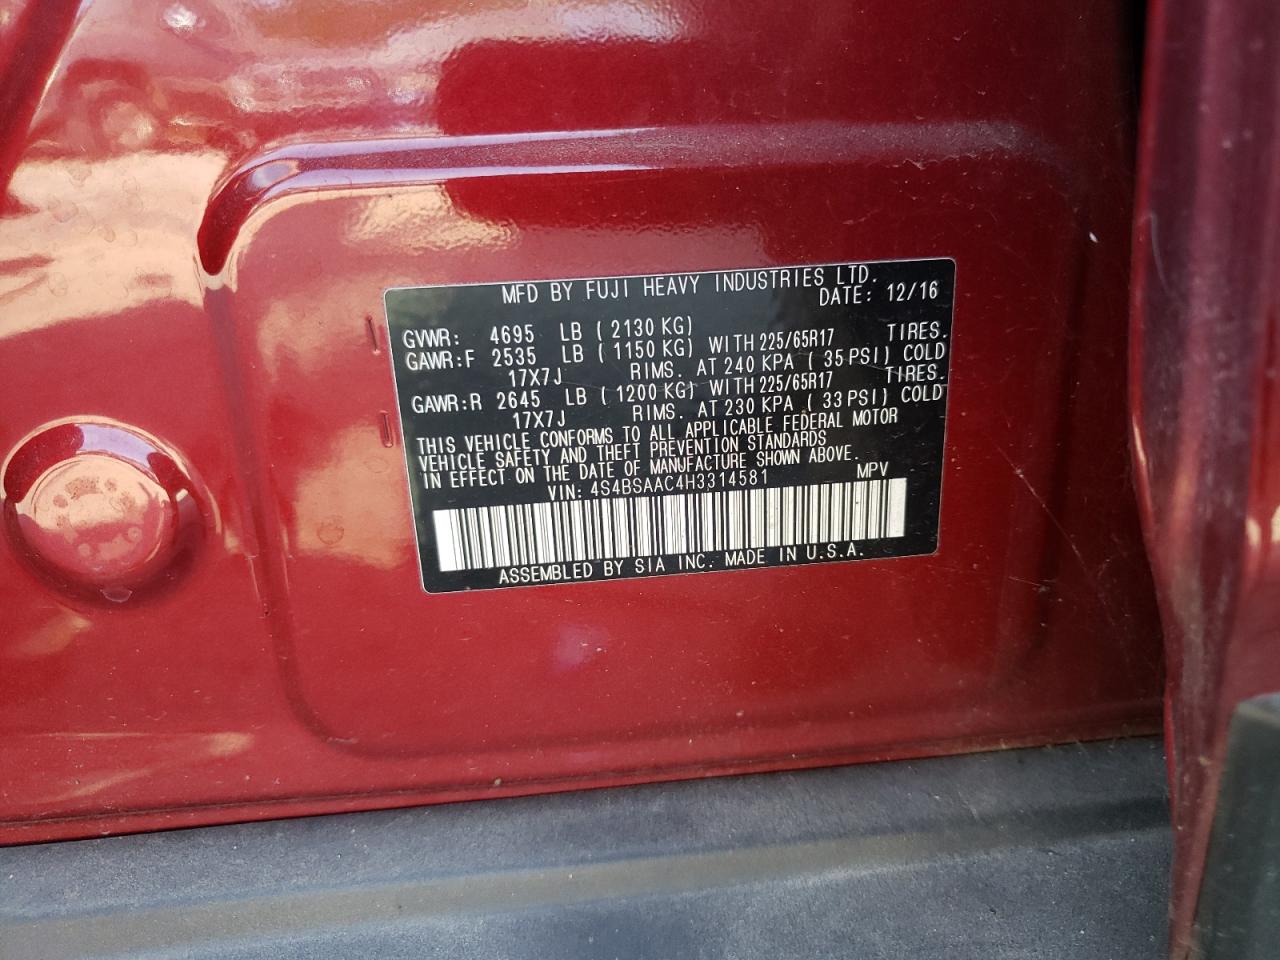 MFD BY FUJI HEAVY INDUSTRIES LTD.
DATE: 12/16
GVWR: 4695 LB ( 2130 KG)
GAWR:F 2535 LB ( 1150 KG) WITH 225/65R17 TIRES.
17X7J RIMS. AT 240 KPA ( 35 PSI) COLD
GAWR:R 2645 LB ( 1200 KG) WITH 225/65R17 TIRES.
17X7J RIMS. AT 230 KPA ( 33 PSI) COLD
THIS VEHICLE CONFORMS TO ALL APPLICABLE FEDERAL MOTOR
VEHICLE SAFETY AND THEFT PREVENTION STANDARDS
IN EFFECT ON THE DATE OF MANUFACTURE SHOWN ABOVE.
VIN: 4S4BSAAC4H3314581 MPV
ASSEMBLED BY SIA INC. MADE IN U.S.A.